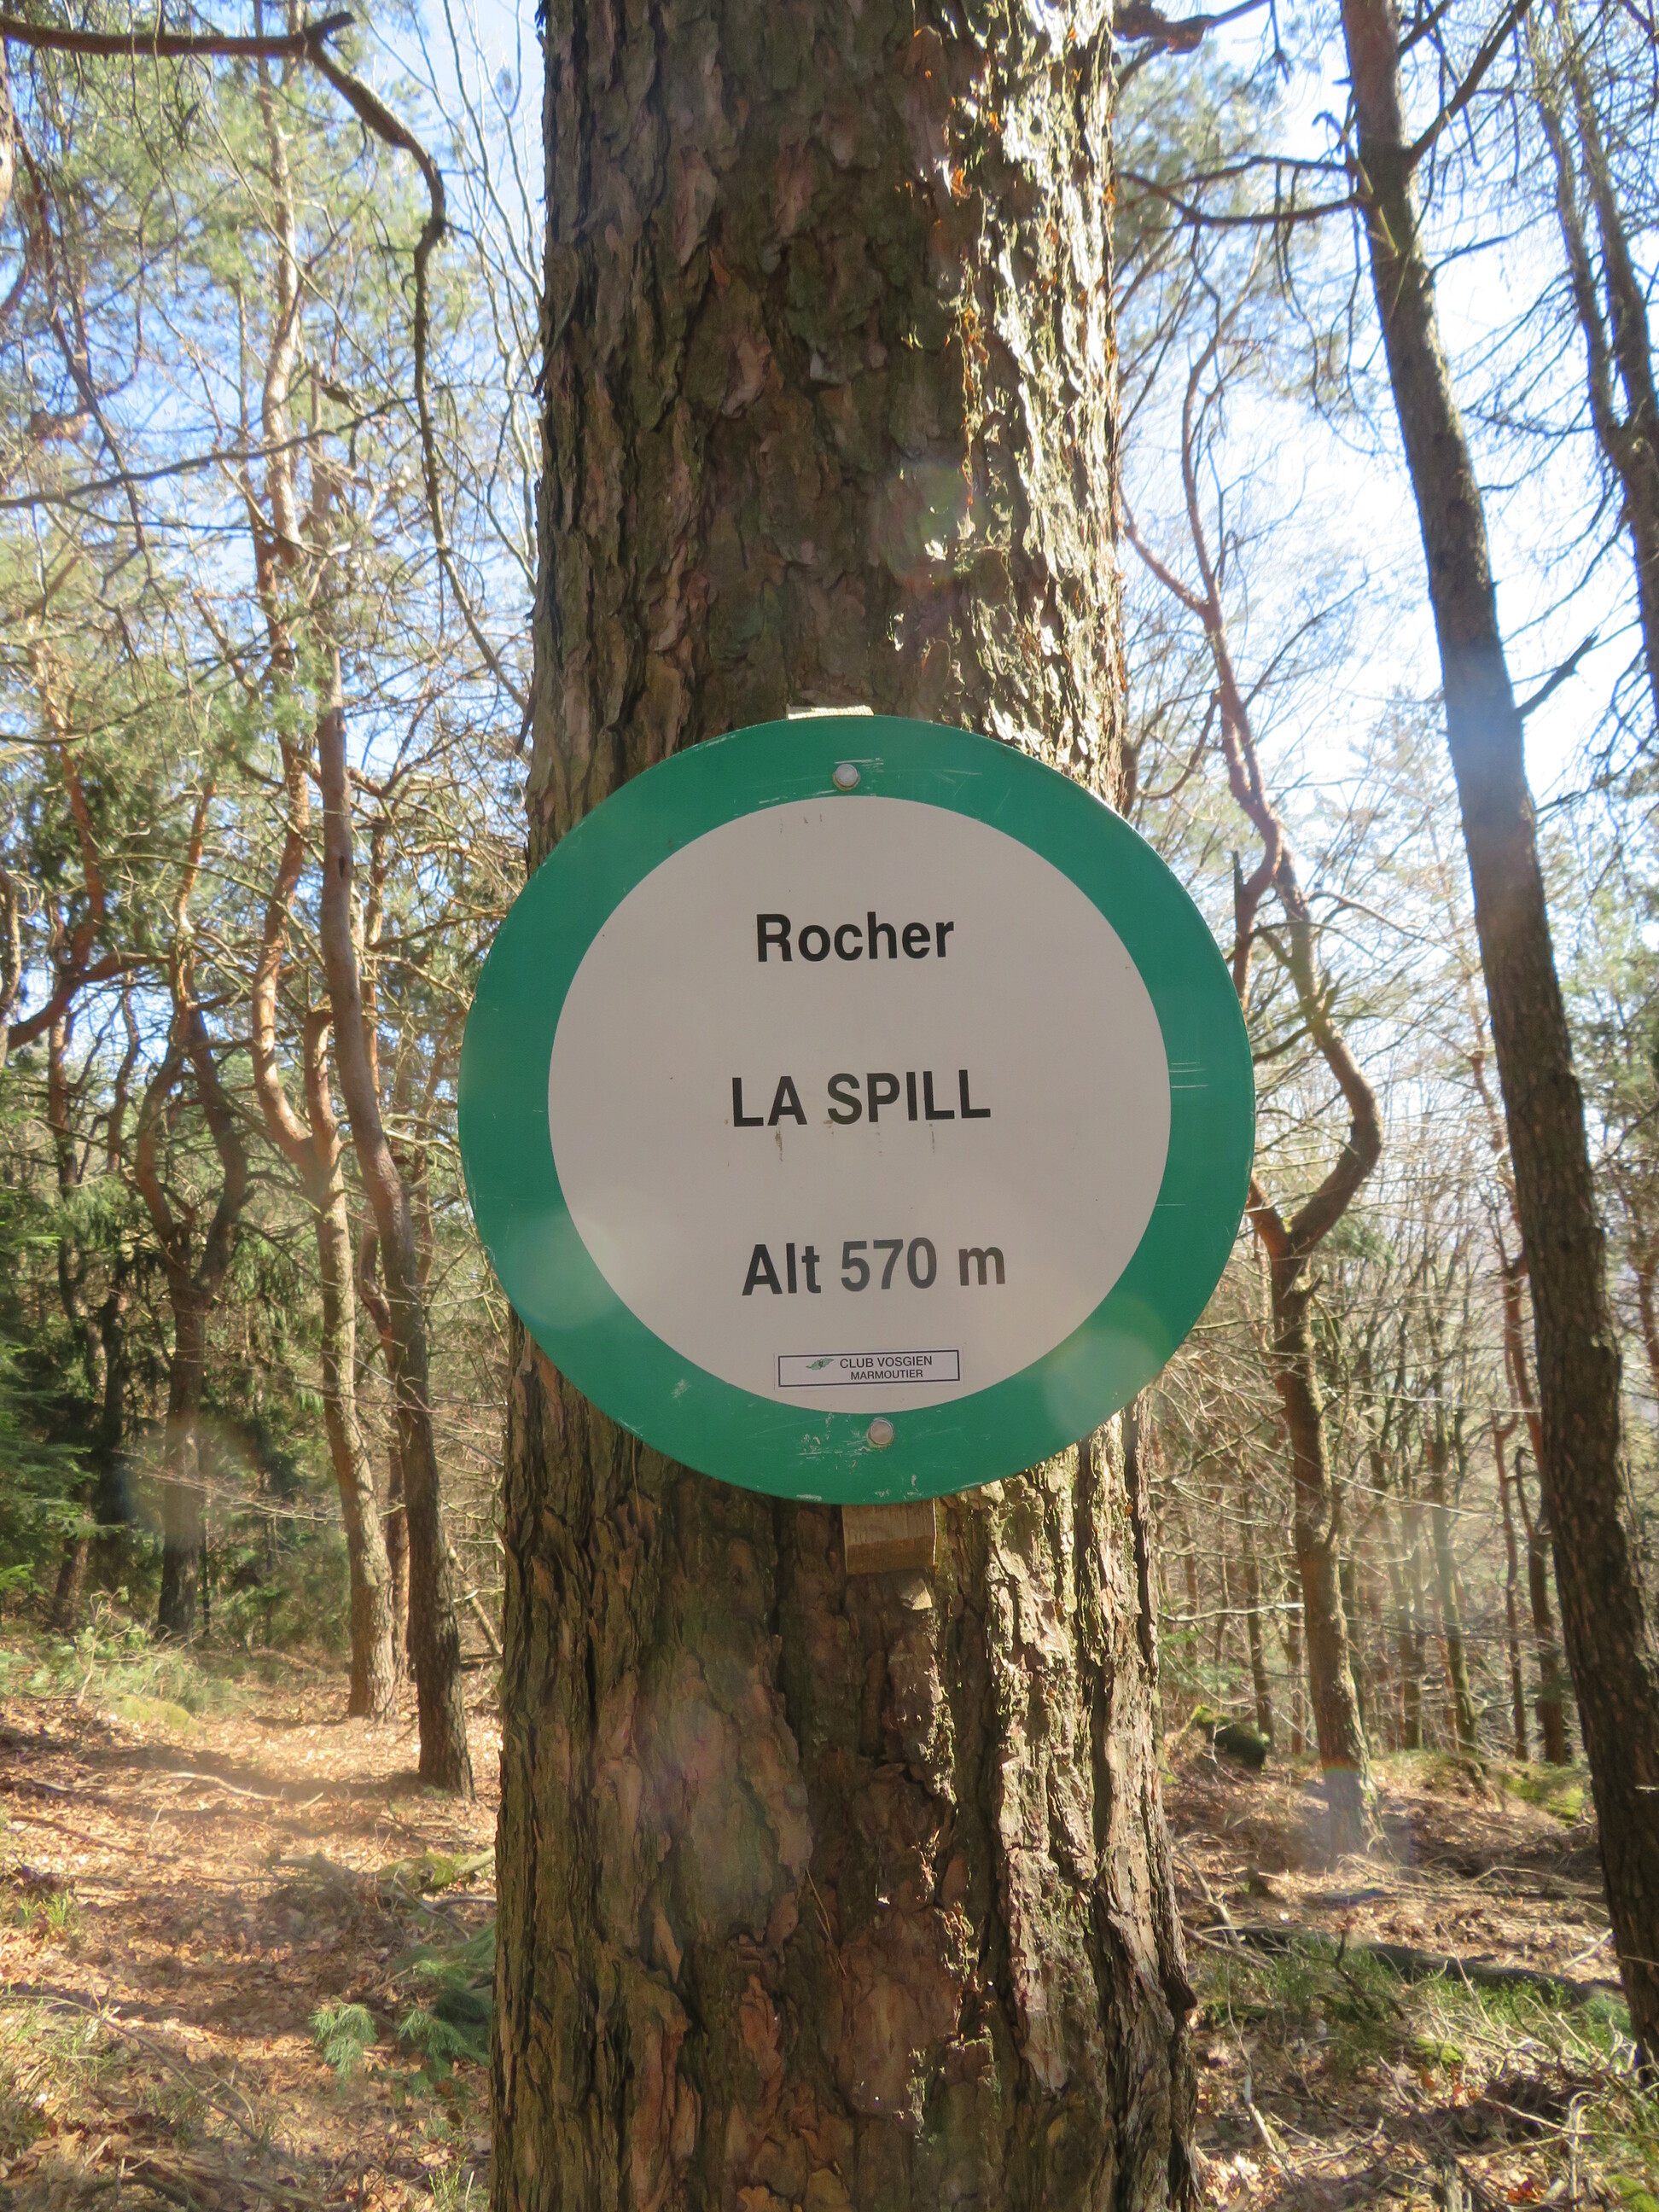 Rocher
LA SPILL
Alt 570 m
CLUB VOSGIEN
MARMOUTIER